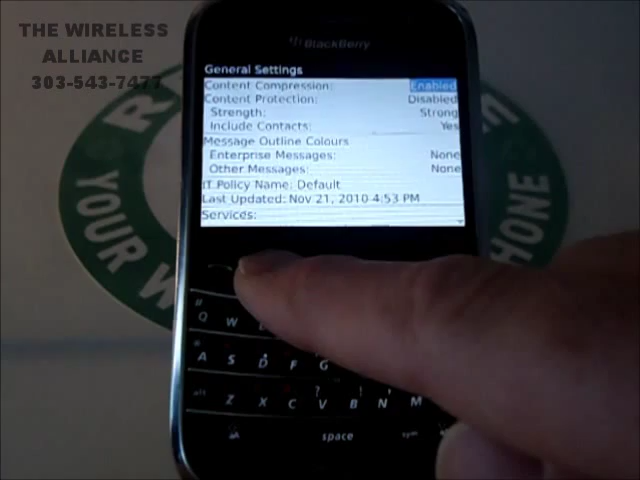 THE WIRELESS
ALLIANCE
303-543-7477
BlackBerry
General Settings
Content Compression: Enabled
Content Protection: Disabled
Strength: Strong
Include Contacts: Yes
Message Outline Colours
Enterprise Messages: None
Other Messages: None
IT Policy Name: Default
Last Updated: Nov 21, 2010 4:53 PM
Services:
YOUR
PHONE
Q W
A S D F G
alt Z X C V B N M
space sym